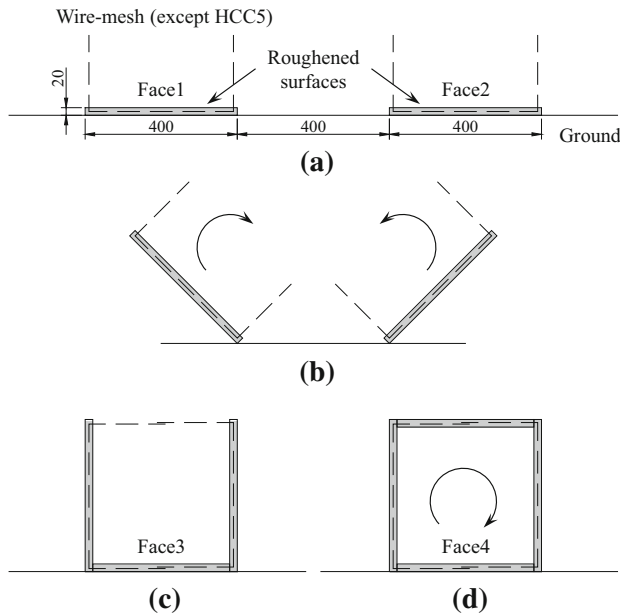 Wire-mesh (except HCC5)
20
Face1
Roughened
surfaces
Face2
400
400
400
Ground
(a)
(b)
Face3
Face4
(c)
(d)